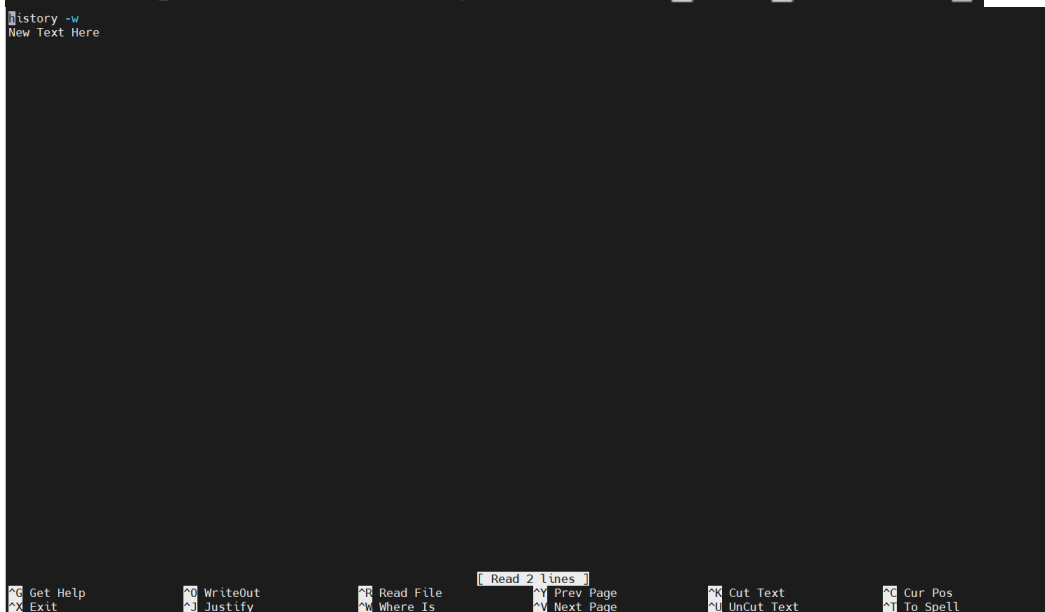 history -w
New Text Here
[ Read 2 lines ]
^G Get Help ^O WriteOut ^R Read File ^Y Prev Page ^K Cut Text ^C Cur Pos
^X Exit ^J Justify ^W Where Is ^V Next Page ^U UnCut Text ^T To Spell